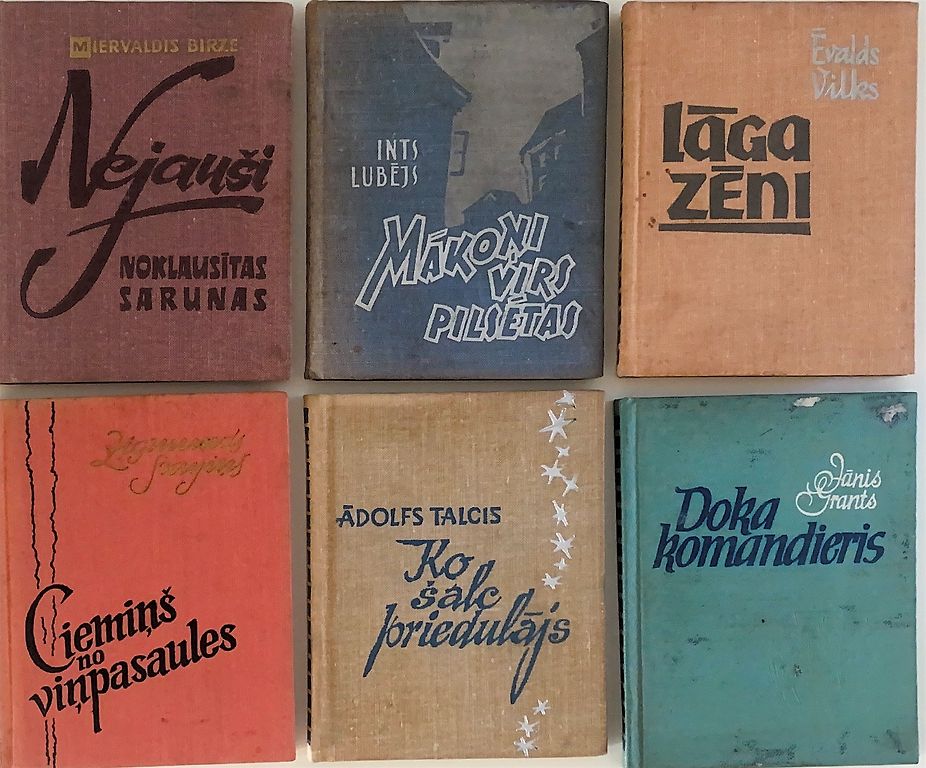 MIERVALDIS BIRZE
Nejauši
NOKLAUSĪTAS
SARUNAS
INTS
LUBĒJS
MĀKOŅI
VIRS
PILSĒTAS
Ēvalds
Vilks
lāga
zēni
Zigmunds
Skujiņš
Ciemiņš
no
viņpasaules
ĀDOLFS TALCIS
Ko
šalc
priedulājs
Jānis
Grants
Doka
komandieris